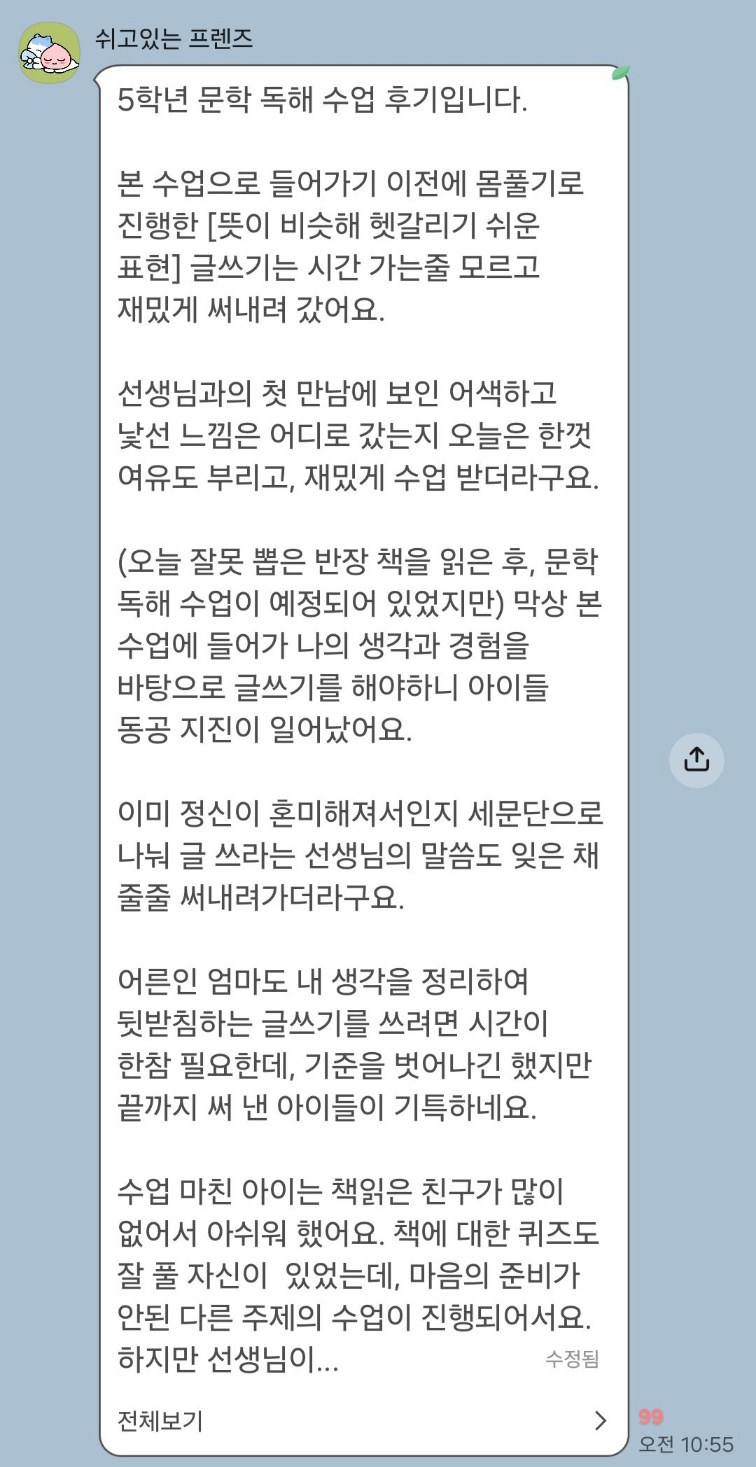 쉬고있는 프렌즈
5학년 문학 독해 수업 후기입니다.
본 수업으로 들어가기 이전에 몸풀기로
진행한 [뜻이 비슷해 헷갈리기 쉬운
표현] 글쓰기는 시간 가는줄 모르고
재밌게 써내려 갔어요.
선생님과의 첫 만남에 보인 어색하고
낯선 느낌은 어디로 갔는지 오늘은 한껏
여유도 부리고, 재밌게 수업 받더라구요.
(오늘 잘못 뽑은 반장 책을 읽은 후, 문학
독해 수업이 예정되어 있었지만) 막상 본
수업에 들어가 나의 생각과 경험을
바탕으로 글쓰기를 해야하니 아이들
동공 지진이 일어났어요.
이미 정신이 혼미해져서인지 세문단으로
나눠 글 쓰라는 선생님의 말씀도 잊은 채
줄줄 써내려가더라구요.
어른인 엄마도 내 생각을 정리하여
뒷받침하는 글쓰기를 쓰려면 시간이
한참 필요한데, 기준을 벗어나긴 했지만
끝까지 써 낸 아이들이 기특하네요.
수업 마친 아이는 책읽은 친구가 많이
없어서 아쉬워 했어요. 책에 대한 퀴즈도
잘 풀 자신이  있었는데, 마음의 준비가
안된 다른 주제의 수업이 진행되어서요.
하지만 선생님이...
수정됨
전체보기
99
오전 10:55